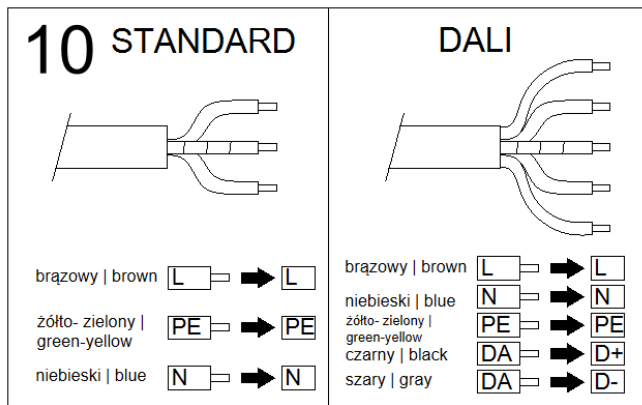 10 STANDARD
brązowy | brown L L
żółto- zielony |
green-yellow PE PE
niebieski | blue N N
DALI
brązowy | brown L L
niebieski | blue N N
żółto- zielony |
green-yellow PE PE
czarny | black DA D+
szary | gray DA D-